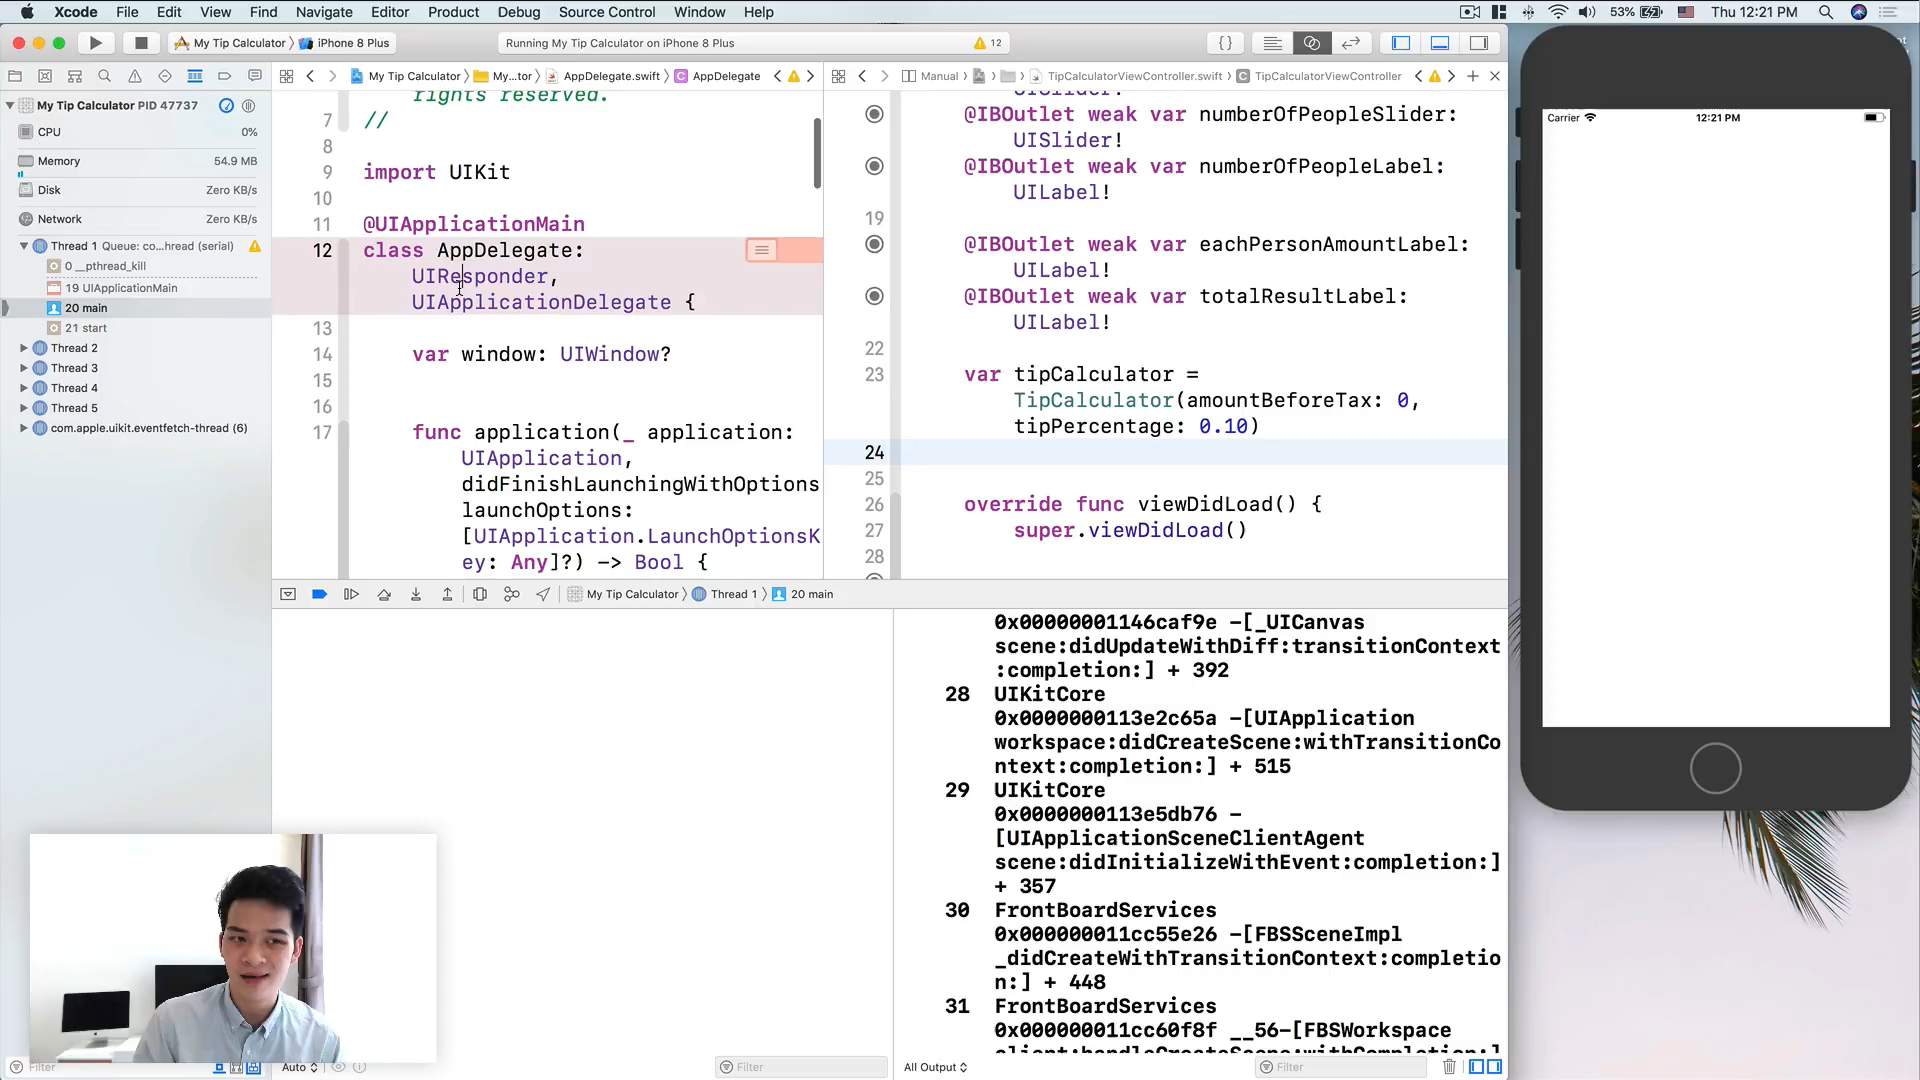 Xcode File Edit View Find Navigate Editor Product Debug Source Control Window Help 53% Thu 12:21 PM
My Tip Calculator iPhone 8 Plus Running My Tip Calculator on iPhone 8 Plus 12
My Tip Calculator My...tor AppDelegate.swift AppDelegate
Manual TipCalculatorViewController.swift TipCalculatorViewController
My Tip Calculator PID 47737
CPU 0%
Memory 54.9 MB
Disk Zero KB/s
Network Zero KB/s
Thread 1 Queue: co...hread (serial)
0 __pthread_kill
19 UIApplicationMain
20 main
21 start
Thread 2
Thread 3
Thread 4
Thread 5
com.apple.uikit.eventfetch-thread (6)
rights reserved.
7 //
8
9 import UIKit
10
11 @UIApplicationMain
12 class AppDelegate:
UIResponder,
UIApplicationDelegate {
13
14 var window: UIWindow?
15
16
17 func application(_ application:
UIApplication,
didFinishLaunchingWithOptions
launchOptions:
[UIApplication.LaunchOptionsK
ey: Any]?) -> Bool {
UISlider!
@IBOutlet weak var numberOfPeopleSlider:
UISlider!
@IBOutlet weak var numberOfPeopleLabel:
UILabel!
19
@IBOutlet weak var eachPersonAmountLabel:
UILabel!
@IBOutlet weak var totalResultLabel:
UILabel!
22
23 var tipCalculator =
TipCalculator(amountBeforeTax: 0,
tipPercentage: 0.10)
24
25
26 override func viewDidLoad() {
27 super.viewDidLoad()
28
Carrier 12:21 PM
My Tip Calculator Thread 1 20 main
0x00000001146caf9e -[_UICanvas
scene:didUpdateWithDiff:transitionContext
:completion:] + 392
28 UIKitCore
0x0000000113e2c65a -[UIApplication
workspace:didCreateScene:withTransitionCo
ntext:completion:] + 515
29 UIKitCore
0x0000000113e5db76 -
[UIApplicationSceneClientAgent
scene:didInitializeWithEvent:completion:]
+ 357
30 FrontBoardServices
0x000000011cc55e26 -[FBSSceneImpl
_didCreateWithTransitionContext:completio
n:] + 448
31 FrontBoardServices
0x000000011cc60f8f __56-[FBSWorkspace
client:handleCreateScene:withCompletion:]
Filter Auto Filter All Output Filter